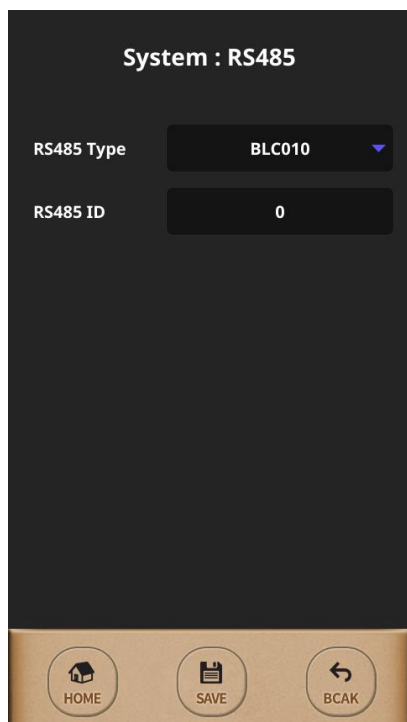 System : RS485
RS485 Type BLC010
RS485 ID 0
HOME SAVE BCAK